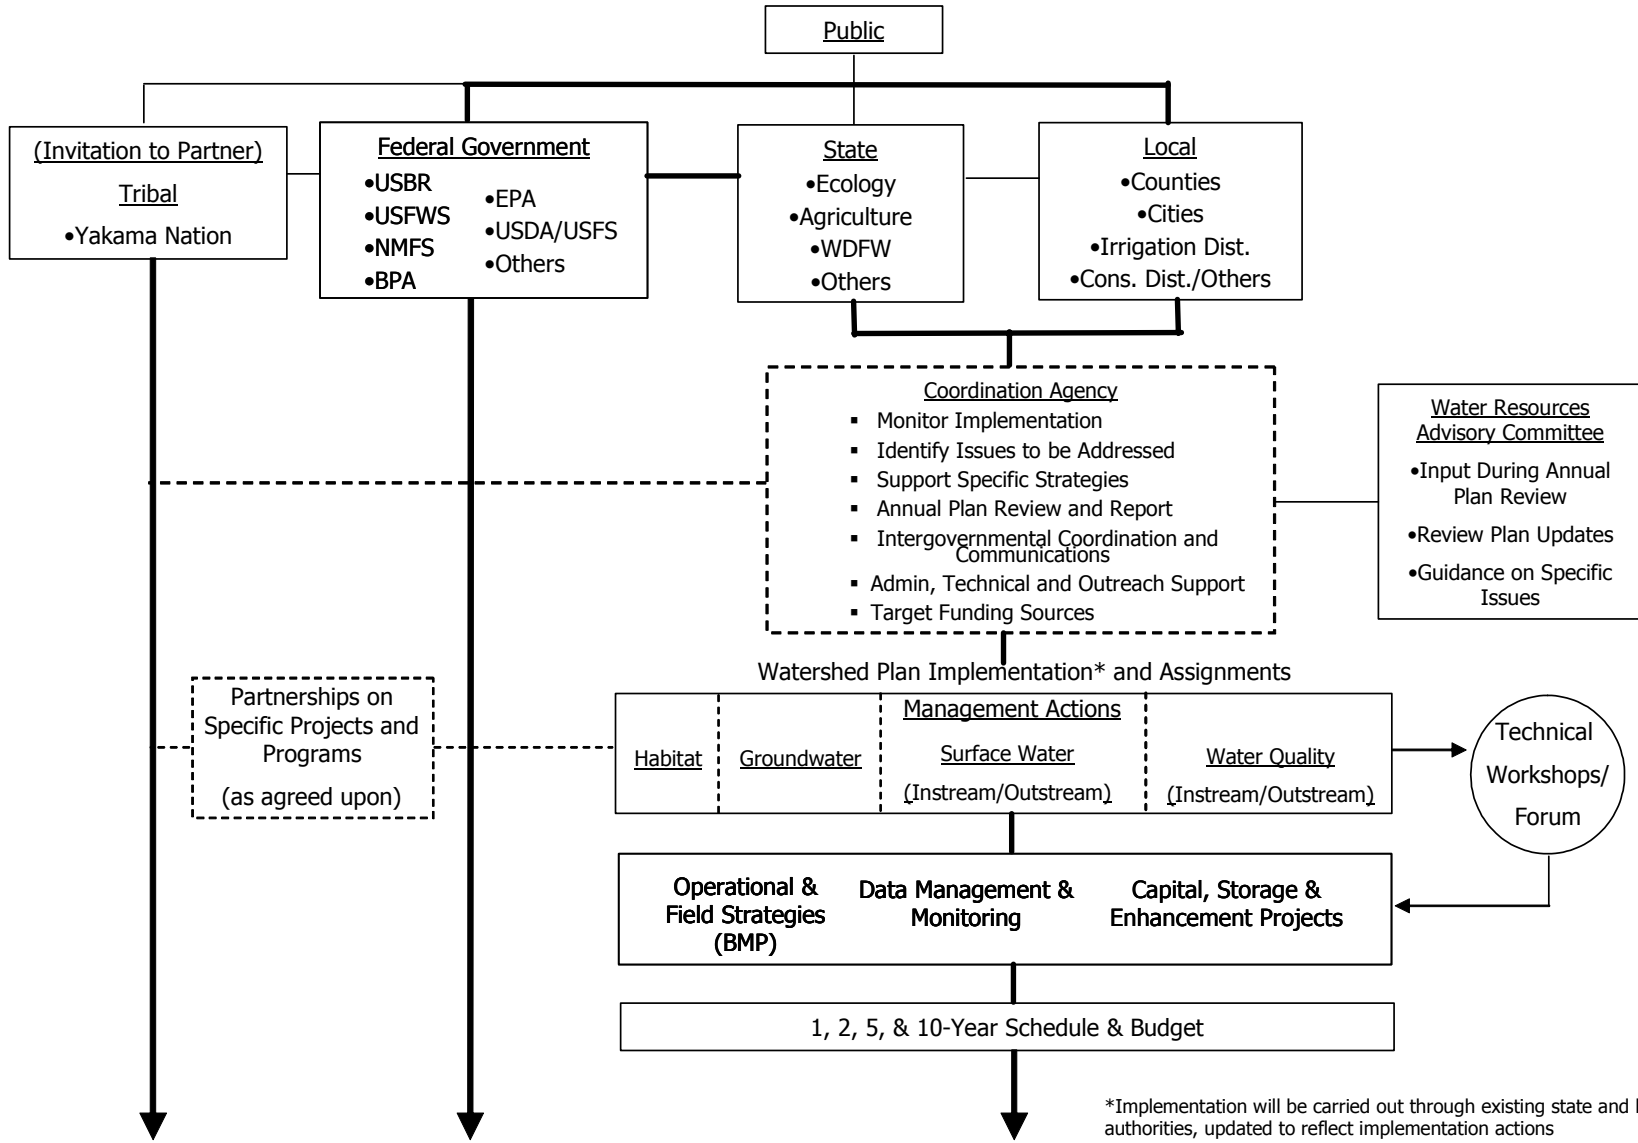 Public
(Invitation to Partner)
Tribal
•Yakama Nation
Federal Government
•USBR
•USFWS
•NMFS
•BPA
•EPA
•USDA/USFS
•Others
State
•Ecology
•Agriculture
•WDFW
•Others
Local
•Counties
•Cities
•Irrigation Dist.
•Cons. Dist./Others
Coordination Agency
▪ Monitor Implementation
▪ Identify Issues to be Addressed
▪ Support Specific Strategies
▪ Annual Plan Review and Report
▪ Intergovernmental Coordination and
Communications
▪ Admin, Technical and Outreach Support
▪ Target Funding Sources
Water Resources
Advisory Committee
•Input During Annual
Plan Review
•Review Plan Updates
•Guidance on Specific
Issues
Watershed Plan Implementation* and Assignments
Partnerships on
Specific Projects and
Programs
(as agreed upon)
Management Actions
Habitat
Groundwater
Surface Water
(Instream/Outstream)
Water Quality
(Instream/Outstream)
Technical
Workshops/
Forum
Operational &
Field Strategies
(BMP)
Data Management &
Monitoring
Capital, Storage &
Enhancement Projects
1, 2, 5, & 10-Year Schedule & Budget
*Implementation will be carried out through existing state and
authorities, updated to reflect implementation actions